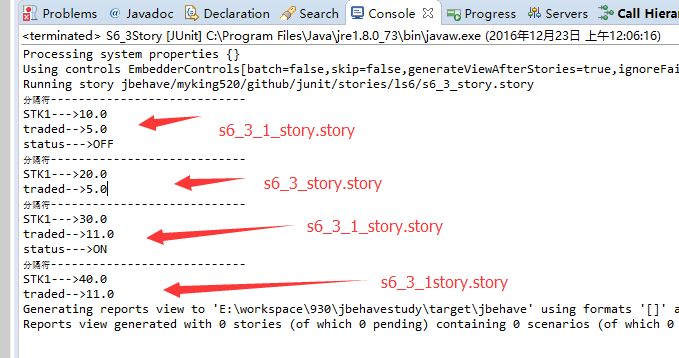 Problems @ Javadoc Declaration Search Console Progress Servers Call Hierar
<terminated> S6_3Story [JUnit] C:\Program Files\Java\jre1.8.0_73\bin\javaw.exe (2016年12月23日 上午12:06:16)
Processing system properties {}
Using controls EmbedderControls[batch=false,skip=false,generateViewAfterStories=true,ignoreFai
Running story jbehave/myking520/github/junit/stories/ls6/s6_3_story.story
分隔符----------------------------
STK1--->10.0
traded-->5.0
s6_3_1_story.story
status--->OFF
分隔符----------------------------
STK1--->20.0
traded-->5.0
s6_3_story.story
分隔符----------------------------
STK1--->30.0
traded-->11.0
s6_3_1_story.story
status--->ON
分隔符----------------------------
STK1--->40.0
s6_3_1story.story
traded-->11.0
Generating reports view to 'E:\workspace\930\jbehavestudy\target\jbehave' using formats '[]' a
Reports view generated with 0 stories (of which 0 pending) containing 0 scenarios (of which 0